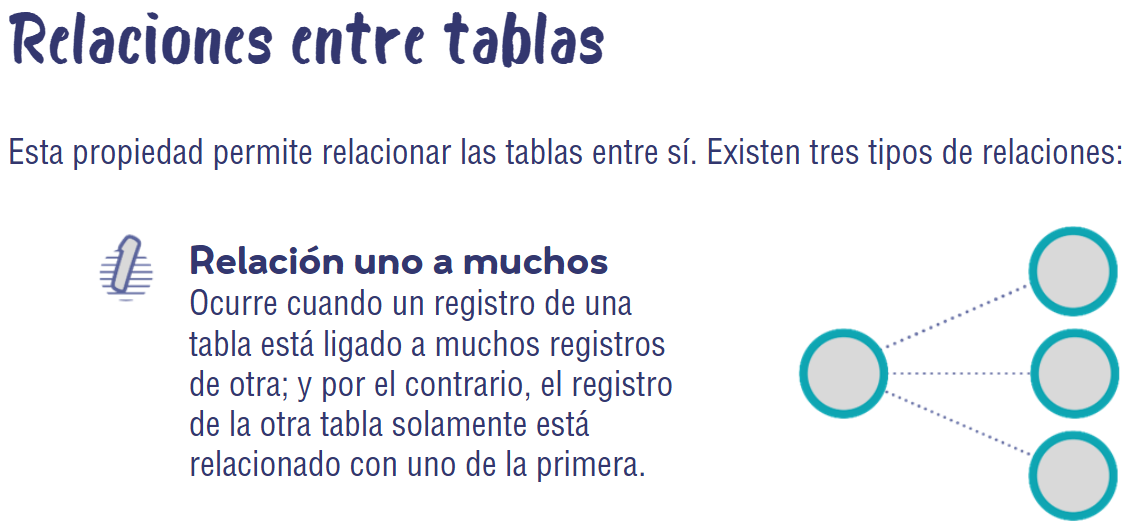 Relaciones entre tablas
Esta propiedad permite relacionar las tablas entre sí. Existen tres tipos de relaciones:
Relación uno a muchos
Ocurre cuando un registro de una
tabla está ligado a muchos registros
de otra; y por el contrario, el registro
de la otra tabla solamente está
relacionado con uno de la primera.